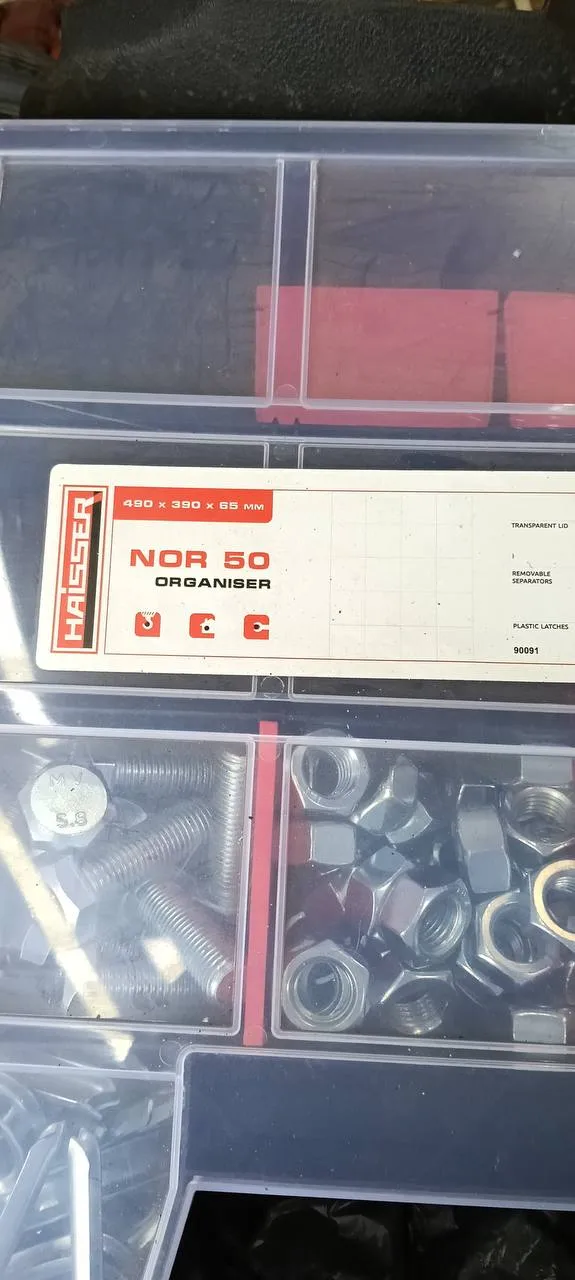 HAISSER
490 x 390 x 65 MM
NOR 50
ORGANISER
TRANSPARENT LID
REMOVABLE
SEPARATORS
PLASTIC LATCHES
90091
M V
5.8